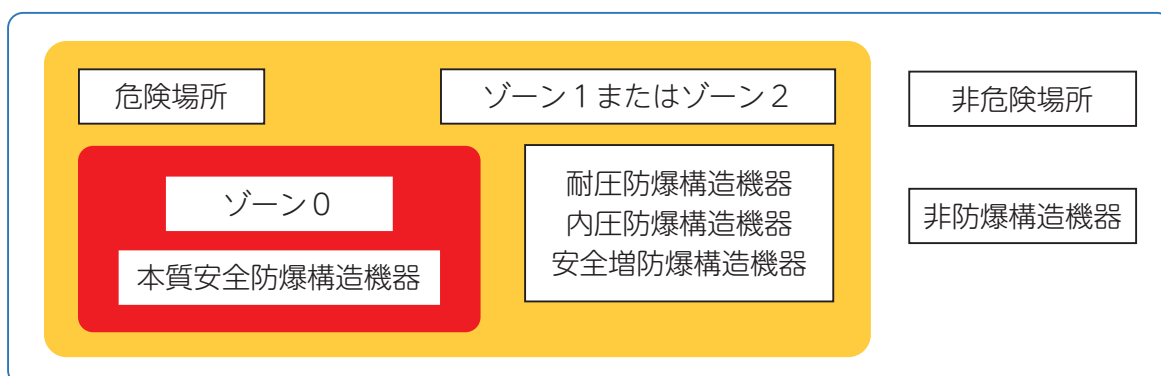 危険場所
ゾーン1またはゾーン2
非危険場所
ゾーン0
本質安全防爆構造機器
耐圧防爆構造機器
内圧防爆構造機器
安全増防爆構造機器
非防爆構造機器